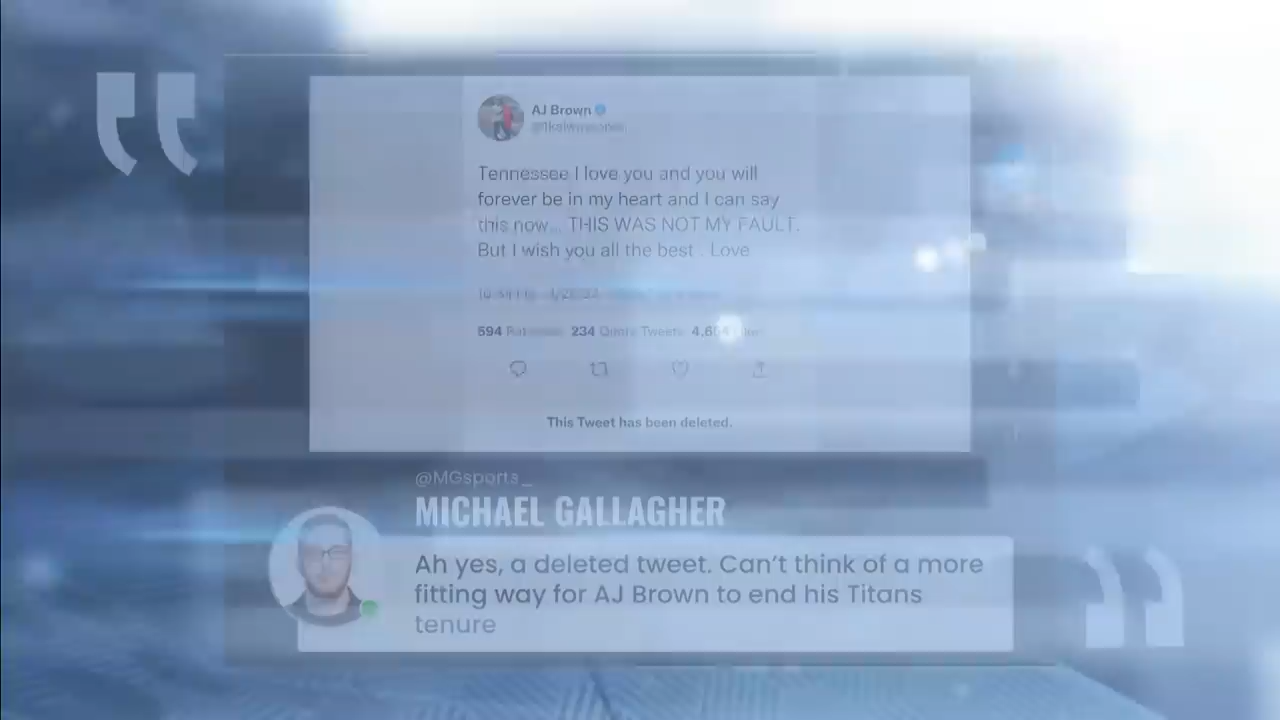 AJ Brown
Tennessee I love you and you will
forever be in my heart and I can say
this now... THIS WAS NOT MY FAULT.
But I wish you all the best . Love
594 234 Quote Tweets
This Tweet has been deleted.
@MGsports_
MICHAEL GALLAGHER
Ah yes, a deleted tweet. Can’t think of a more
fitting way for AJ Brown to end his Titans
tenure